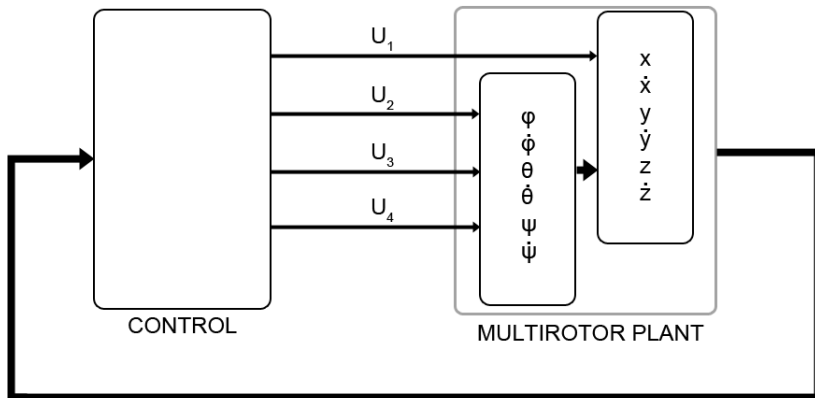 U₁
U₂
U₃
U₄
φ
φ̇
θ
θ̇
ψ
ψ̇
x
ẋ
y
ẏ
z
ż
CONTROL
MULTIROTOR PLANT